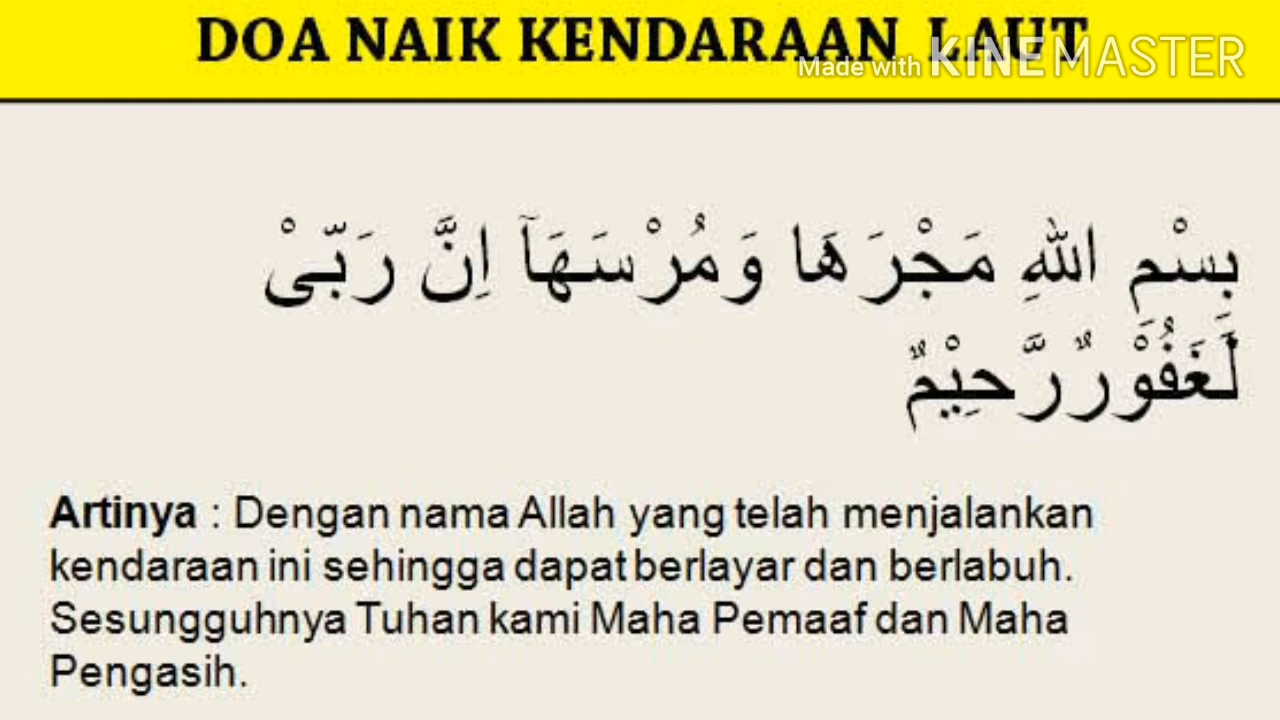 DOA NAIK KENDARAAN LAUT
Made with KINEMASTER
بِسْمِ اللهِ مَجْرَهَا وَمُرْسَهَآ اِنَّ رَبِّىْ
لَغَفُوْرٌرَّحِيْمٌ
Artinya : Dengan nama Allah yang telah menjalankan
kendaraan ini sehingga dapat berlayar dan berlabuh.
Sesungguhnya Tuhan kami Maha Pemaaf dan Maha
Pengasih.